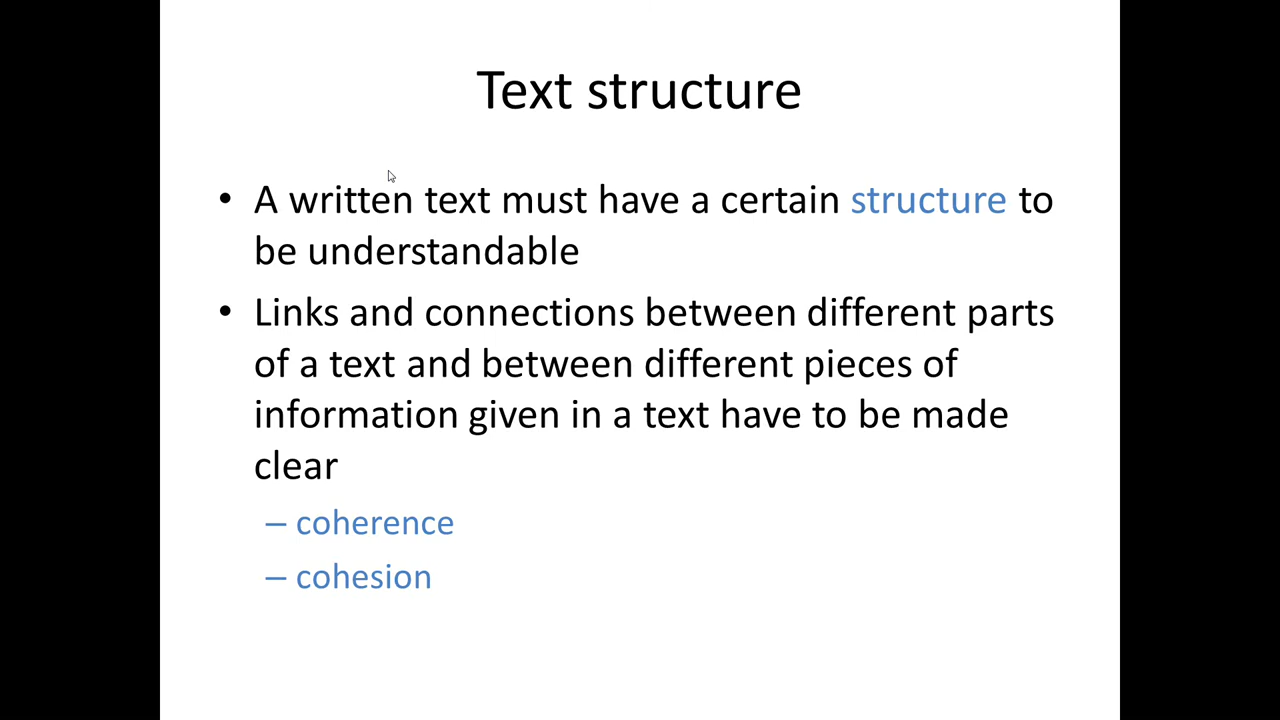 Text structure
• A written text must have a certain structure to
be understandable
• Links and connections between different parts
of a text and between different pieces of
information given in a text have to be made
clear
– coherence
– cohesion